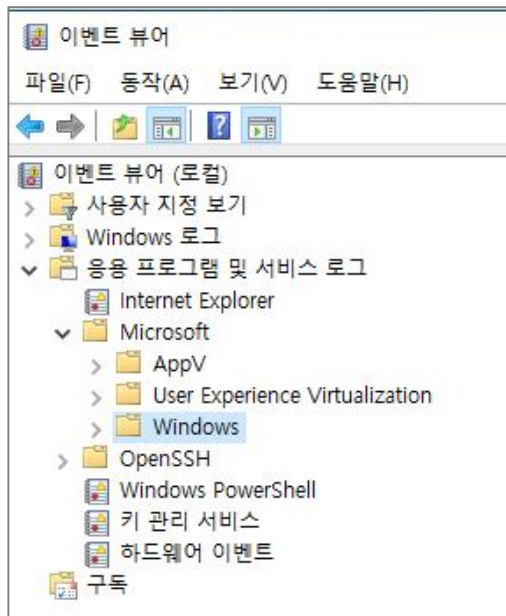 이벤트 뷰어
파일(F) 동작(A) 보기(V) 도움말(H)
이벤트 뷰어 (로컬)
사용자 지정 보기
Windows 로그
응용 프로그램 및 서비스 로그
Internet Explorer
Microsoft
AppV
User Experience Virtualization
Windows
OpenSSH
Windows PowerShell
키 관리 서비스
하드웨어 이벤트
구독